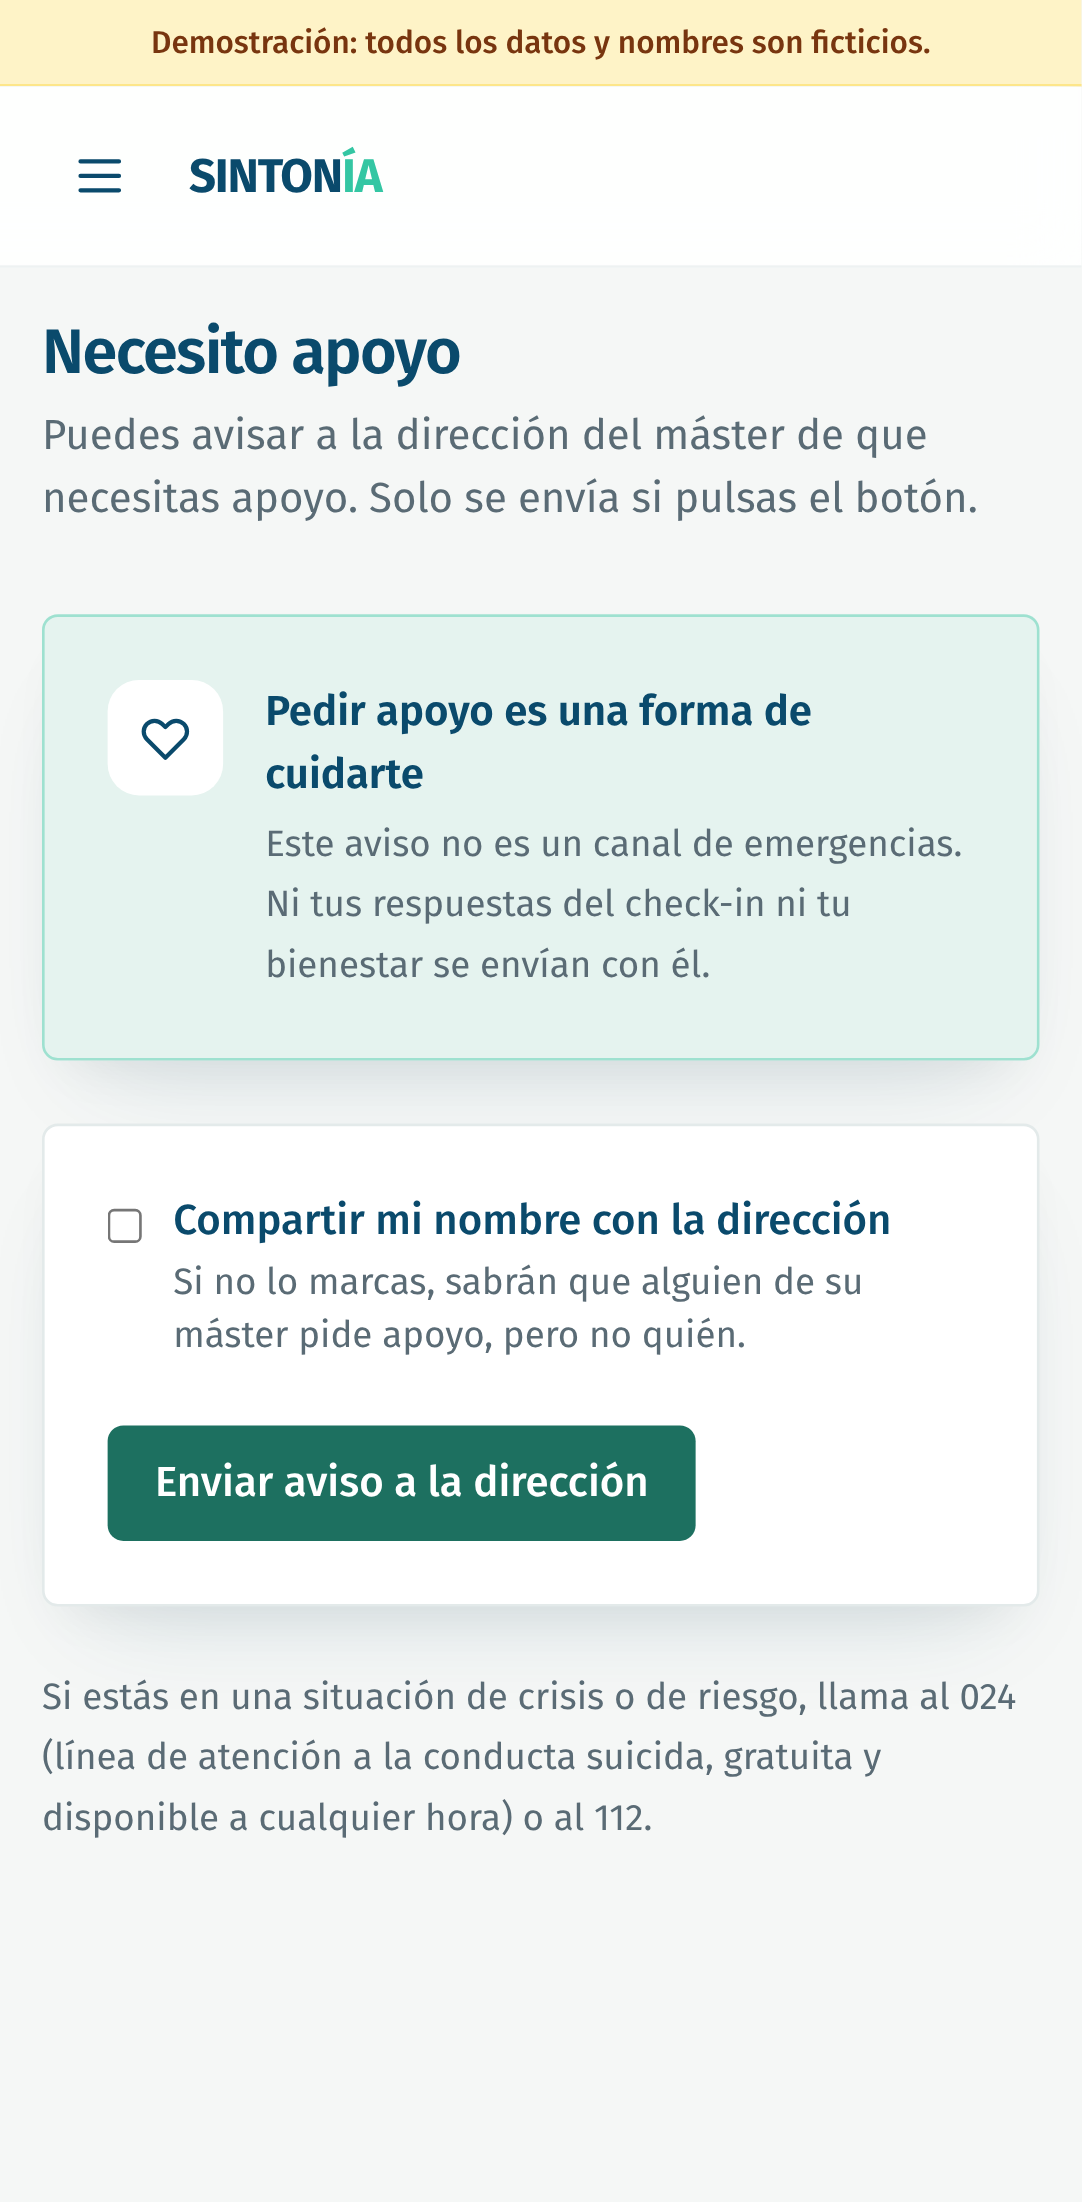 Demostración: todos los datos y nombres son ficticios.
SINTONÍA
Necesito apoyo
Puedes avisar a la dirección del máster de que
necesitas apoyo. Solo se envía si pulsas el botón.
Pedir apoyo es una forma de
cuidarte
Este aviso no es un canal de emergencias.
Ni tus respuestas del check-in ni tu
bienestar se envían con él.
Compartir mi nombre con la dirección
Si no lo marcas, sabrán que alguien de su
máster pide apoyo, pero no quién.
Enviar aviso a la dirección
Si estás en una situación de crisis o de riesgo, llama al 024
(línea de atención a la conducta suicida, gratuita y
disponible a cualquier hora) o al 112.